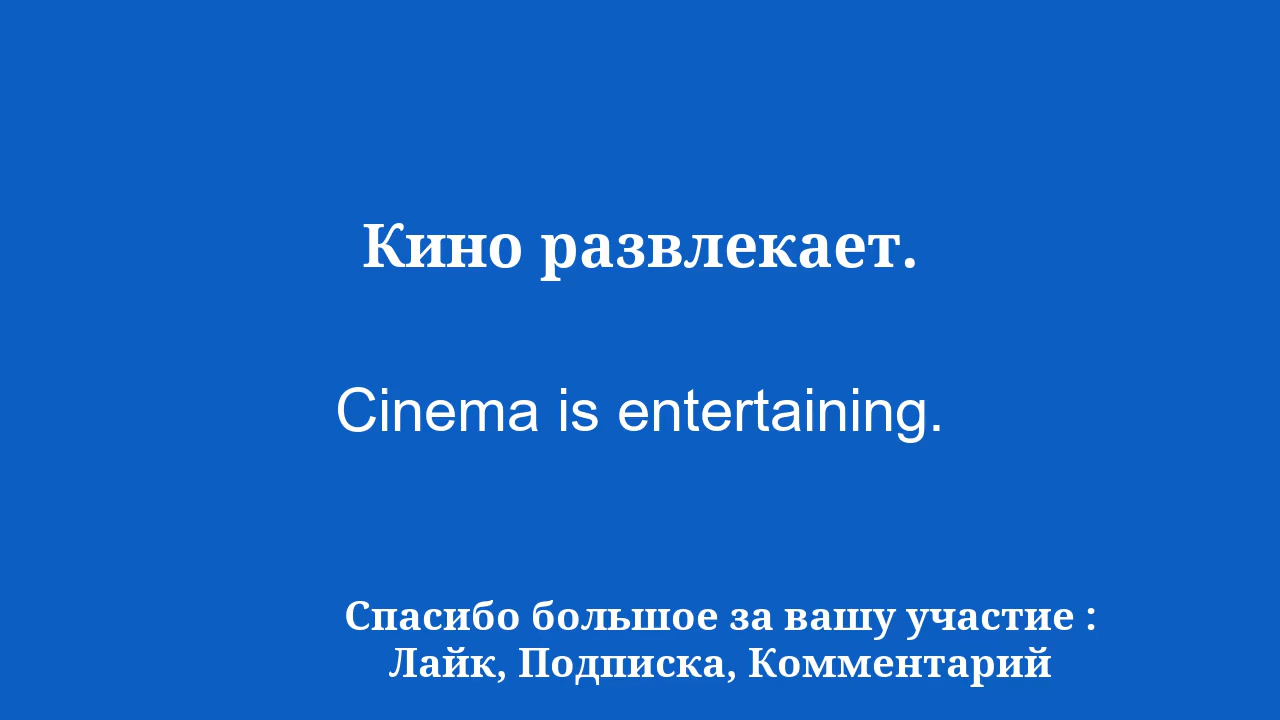 Кино развлекает.
Cinema is entertaining.
Спасибо большое за вашу участие :
Лайк, Подписка, Комментарий